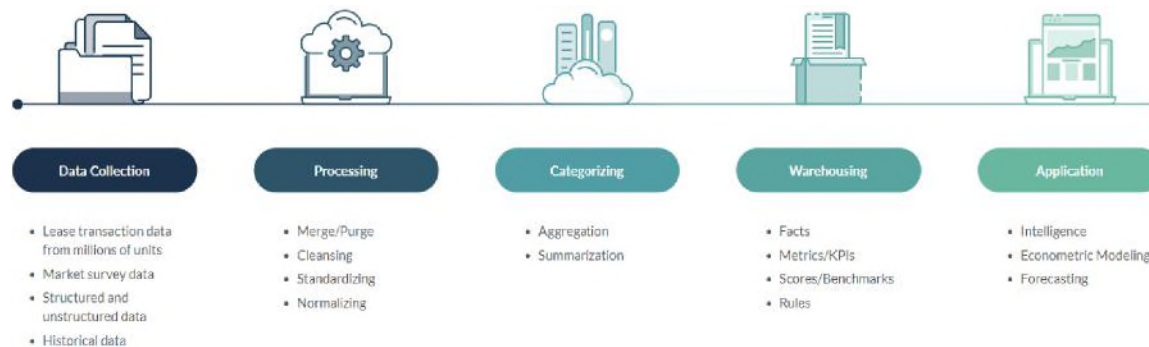 Data Collection
• Lease transaction data
from millions of units
• Market survey data
• Structured and
unstructured data
• Historical data
Processing
• Merge/Purge
• Cleansing
• Standardizing
• Normalizing
Categorizing
• Aggregation
• Summarization
Warehousing
• Facts
• Metrics/KPIs
• Scores/Benchmarks
• Rules
Application
• Intelligence
• Econometric Modeling
• Forecasting